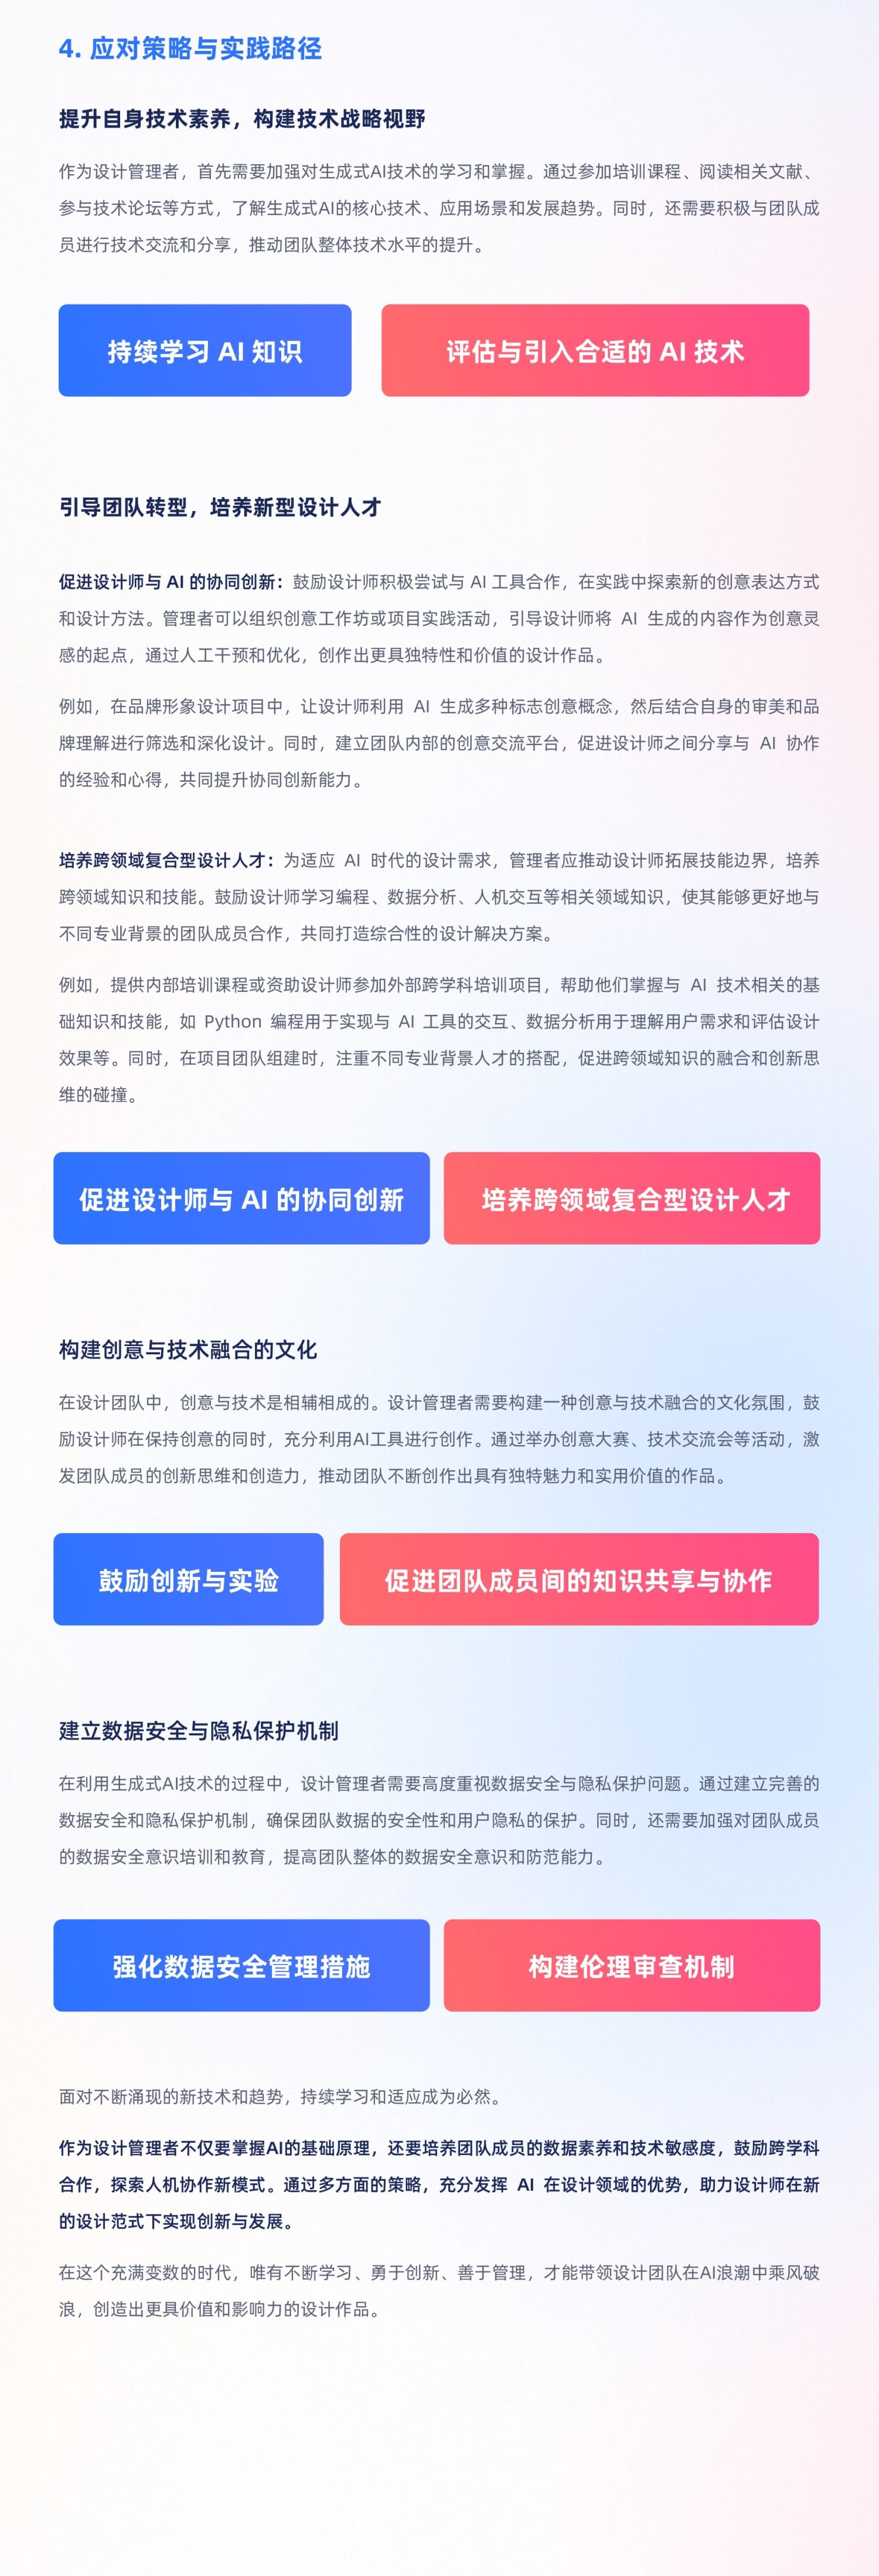 4. 应对策略与实践路径
提升自身技术素养，构建技术战略视野
作为设计管理者，首先需要加强对生成式AI技术的学习和掌握。通过参加培训课程、阅读相关文献、
参与技术论坛等方式，了解生成式AI的核心技术、应用场景和发展趋势。同时，还需要积极与团队成
员进行技术交流和分享，推动团队整体技术水平的提升。
持续学习 AI 知识
评估与引入合适的 AI 技术
引导团队转型，培养新型设计人才
促进设计师与 AI 的协同创新：鼓励设计师积极尝试与 AI 工具合作，在实践中探索新的创意表达方式
和设计方法。管理者可以组织创意工作坊或项目实践活动，引导设计师将 AI 生成的内容作为创意灵
感的起点，通过人工干预和优化，创作出更具独特性和价值的设计作品。
例如，在品牌形象设计项目中，让设计师利用 AI 生成多种标志创意概念，然后结合自身的审美和品
牌理解进行筛选和深化设计。同时，建立团队内部的创意交流平台，促进设计师之间分享与 AI 协作
的经验和心得，共同提升协同创新能力。
培养跨领域复合型设计人才：为适应 AI 时代的设计需求，管理者应推动设计师拓展技能边界，培养
跨领域知识和技能。鼓励设计师学习编程、数据分析、人机交互等相关领域知识，使其能够更好地与
不同专业背景的团队成员合作，共同打造综合性的设计解决方案。
例如，提供内部培训课程或资助设计师参加外部跨学科培训项目，帮助他们掌握与 AI 技术相关的基
础知识和技能，如 Python 编程用于实现与 AI 工具的交互、数据分析用于理解用户需求和评估设计
效果等。同时，在项目团队组建时，注重不同专业背景人才的搭配，促进跨领域知识的融合和创新思
维的碰撞。
促进设计师与 AI 的协同创新
培养跨领域复合型设计人才
构建创意与技术融合的文化
在设计团队中，创意与技术是相辅相成的。设计管理者需要构建一种创意与技术融合的文化氛围，鼓
励设计师在保持创意的同时，充分利用AI工具进行创作。通过举办创意大赛、技术交流会等活动，激
发团队成员的创新思维和创造力，推动团队不断创作出具有独特魅力和实用价值的作品。
鼓励创新与实验
促进团队成员间的知识共享与协作
建立数据安全与隐私保护机制
在利用生成式AI技术的过程中，设计管理者需要高度重视数据安全与隐私保护问题。通过建立完善的
数据安全和隐私保护机制，确保团队数据的安全性和用户隐私的保护。同时，还需要加强对团队成员
的数据安全意识培训和教育，提高团队整体的数据安全意识和防范能力。
强化数据安全管理措施
构建伦理审查机制
面对不断涌现的新技术和趋势，持续学习和适应成为必然。
作为设计管理者不仅要掌握AI的基础原理，还要培养团队成员的数据素养和技术敏感度，鼓励跨学科
合作，探索人机协作新模式。通过多方面的策略，充分发挥 AI 在设计领域的优势，助力设计师在新
的设计范式下实现创新与发展。
在这个充满变数的时代，唯有不断学习、勇于创新、善于管理，才能带领设计团队在AI浪潮中乘风破
浪，创造出更具价值和影响力的设计作品。